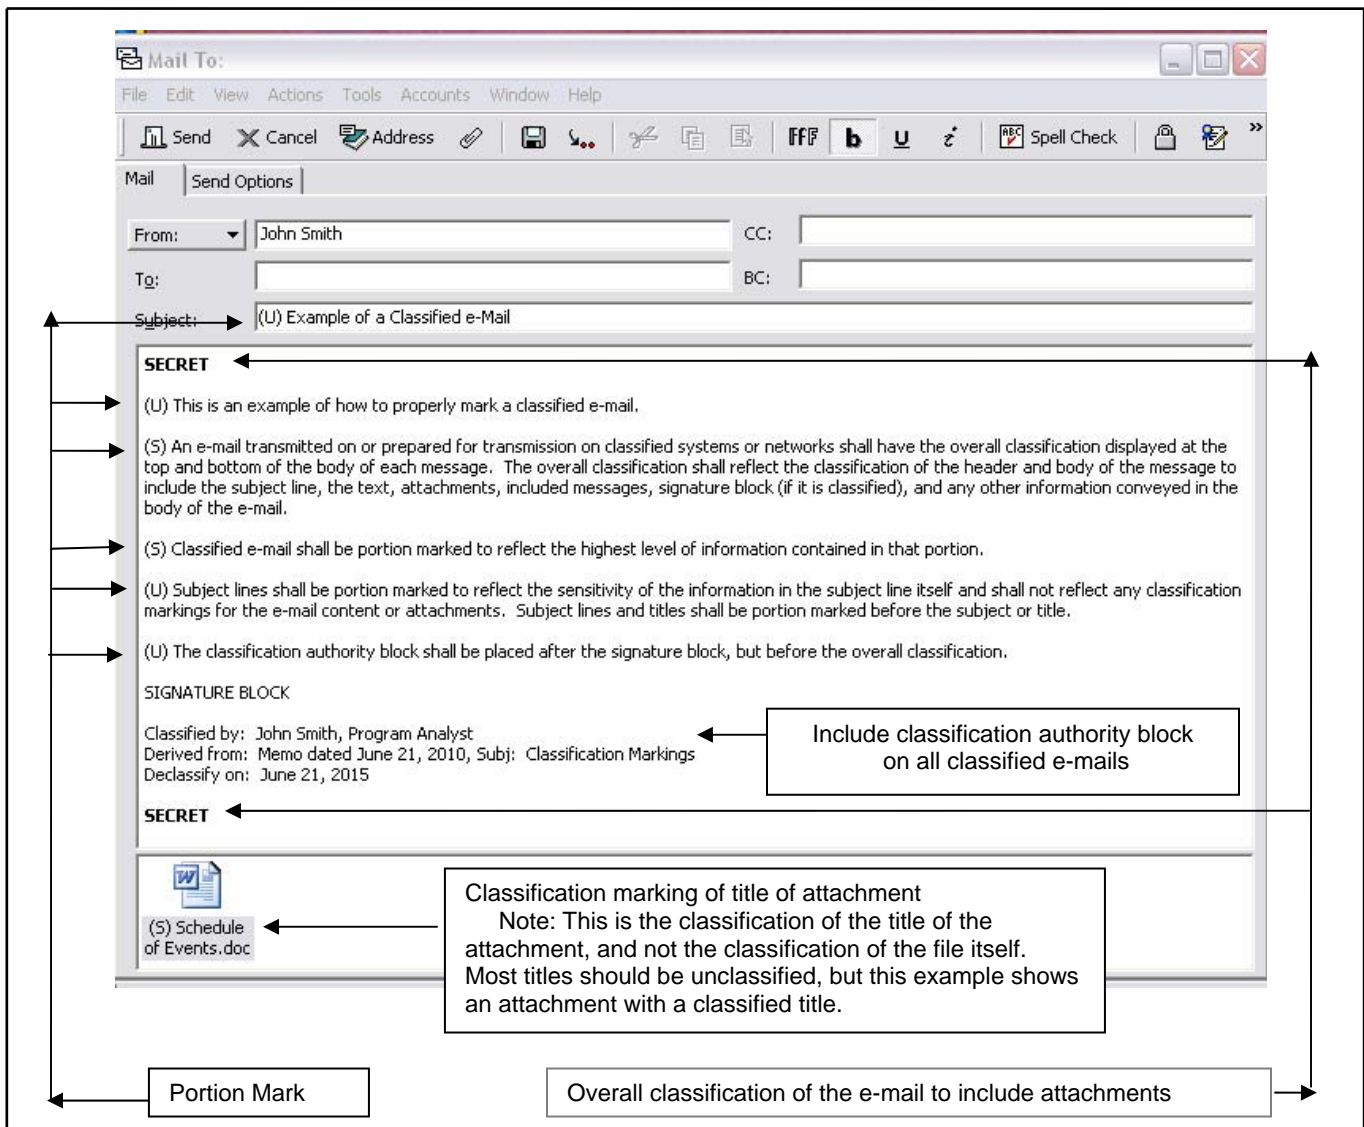 Mail To:
File Edit View Actions Tools Accounts Window Help
Send Cancel Address FFF b u i ABC Spell Check »
Mail Send Options
From: John Smith CC:
To: BC:
Subject: (U) Example of a Classified e-Mail
SECRET
(U) This is an example of how to properly mark a classified e-mail.
(S) An e-mail transmitted on or prepared for transmission on classified systems or networks shall have the overall classification displayed at the
top and bottom of the body of each message. The overall classification shall reflect the classification of the header and body of the message to
include the subject line, the text, attachments, included messages, signature block (if it is classified), and any other information conveyed in the
body of the e-mail.
(S) Classified e-mail shall be portion marked to reflect the highest level of information contained in that portion.
(U) Subject lines shall be portion marked to reflect the sensitivity of the information in the subject line itself and shall not reflect any classification
markings for the e-mail content or attachments. Subject lines and titles shall be portion marked before the subject or title.
(U) The classification authority block shall be placed after the signature block, but before the overall classification.
SIGNATURE BLOCK
Classified by: John Smith, Program Analyst
Derived from: Memo dated June 21, 2010, Subj: Classification Markings
Declassify on: June 21, 2015
Include classification authority block
on all classified e-mails
SECRET
W
(S) Schedule
of Events.doc
Classification marking of title of attachment
Note: This is the classification of the title of the
attachment, and not the classification of the file itself.
Most titles should be unclassified, but this example shows
an attachment with a classified title.
Portion Mark
Overall classification of the e-mail to include attachments